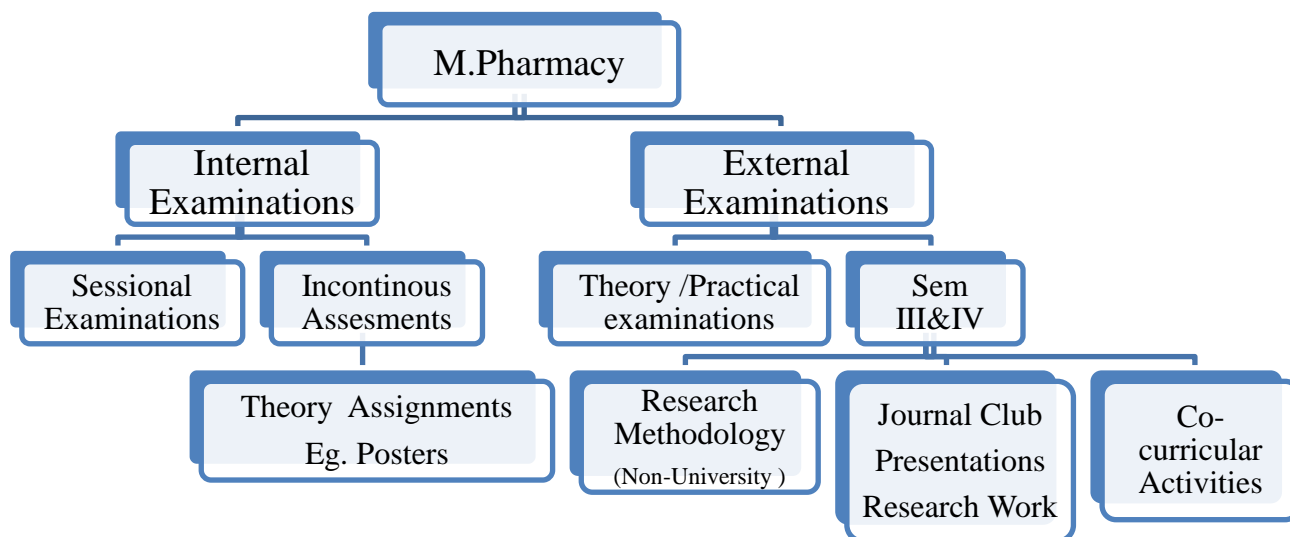 M.Pharmacy
Internal
Examinations
External
Examinations
Sessional
Examinations
Incontinous
Assesments
Theory /Practical
examinations
Sem
III&IV
Theory Assignments
Eg. Posters
Research
Methodology
(Non-University )
Journal Club
Presentations
Research Work
Co-
curricular
Activities